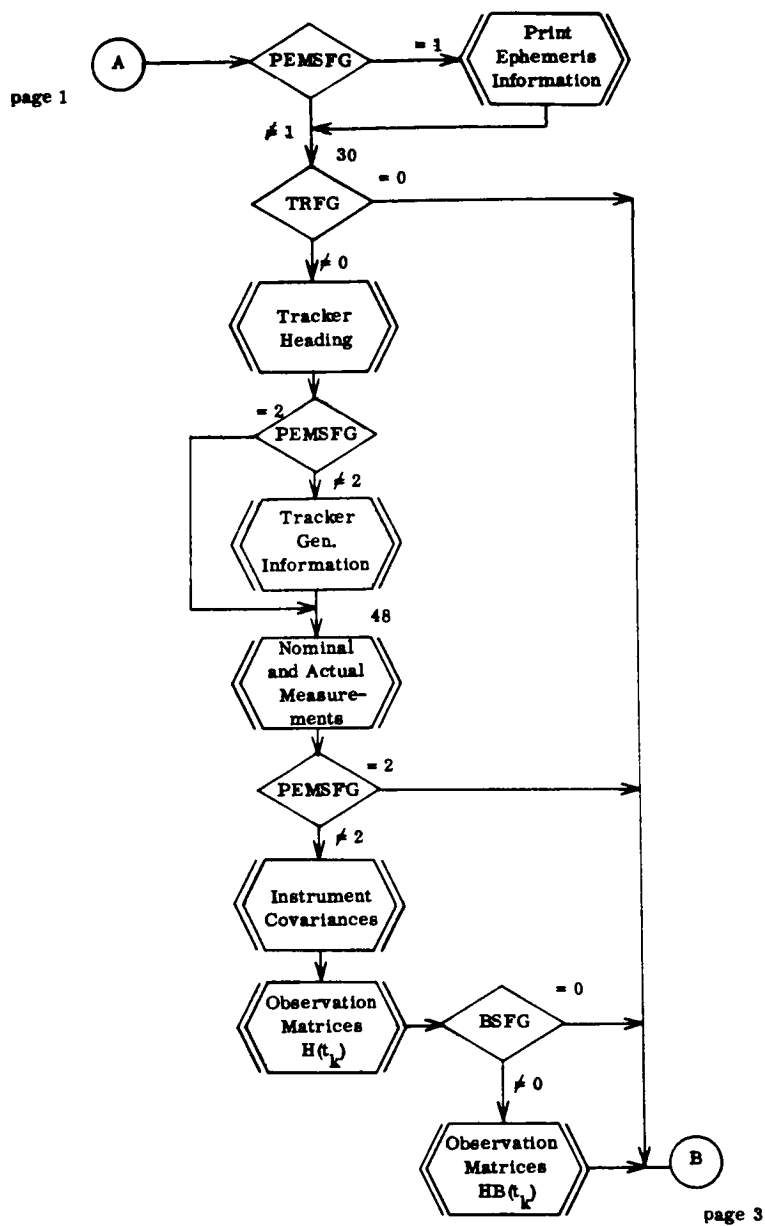 A
page 1
PEMSFG
= 1
Print
Ephemeris
Information
≠ 1
30
TRFG
= 0
≠ 0
Tracker
Heading
= 2
PEMSFG
≠ 2
Tracker
Gen.
Information
48
Nominal
and Actual
Measure-
ments
PEMSFG
= 2
≠ 2
Instrument
Covariances
Observation
Matrices
H(t_k)
BSFG
= 0
≠ 0
Observation
Matrices
HB(t_k)
B
page 3